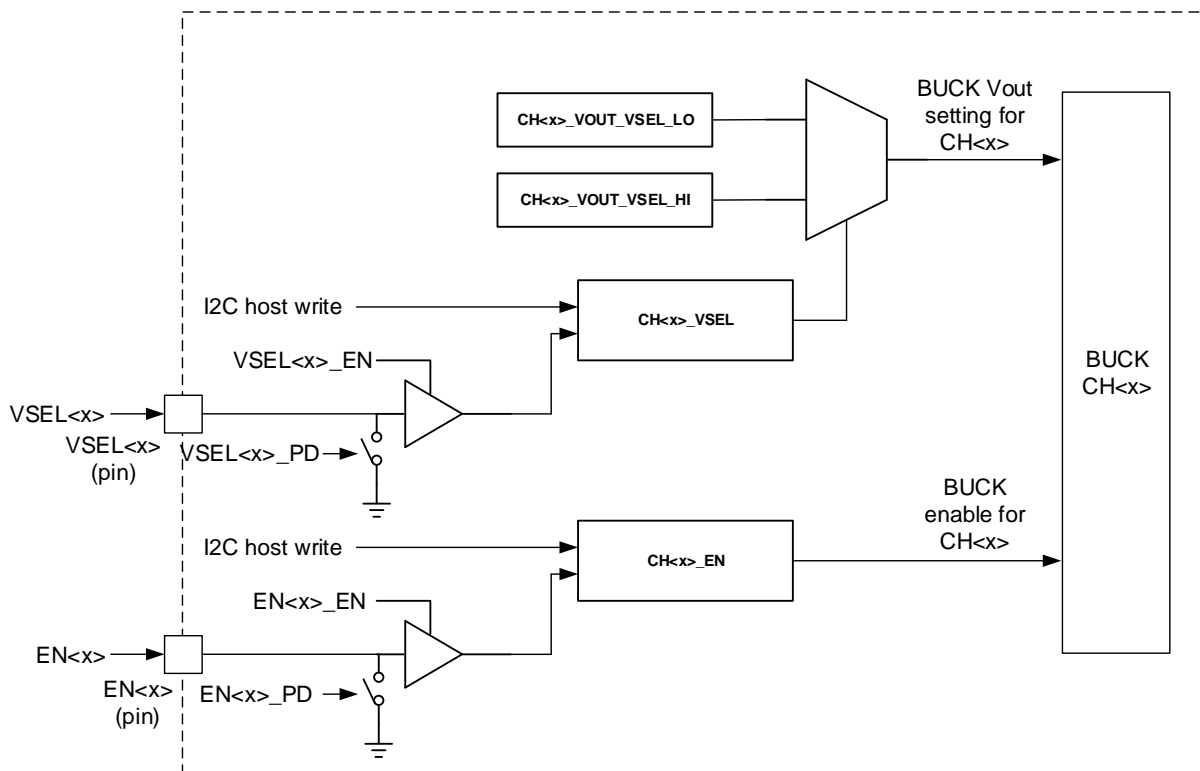 BUCK Vout
setting for
CH<x>
CH<x>_VOUT_VSEL_LO
CH<x>_VOUT_VSEL_HI
I2C host write
CH<x>_VSEL
VSEL<x>_EN
BUCK
CH<x>
VSEL<x>
VSEL<x>
(pin)
VSEL<x>_PD
BUCK
enable for
CH<x>
I2C host write
CH<x>_EN
EN<x>_EN
EN<x>
EN<x>
(pin)
EN<x>_PD